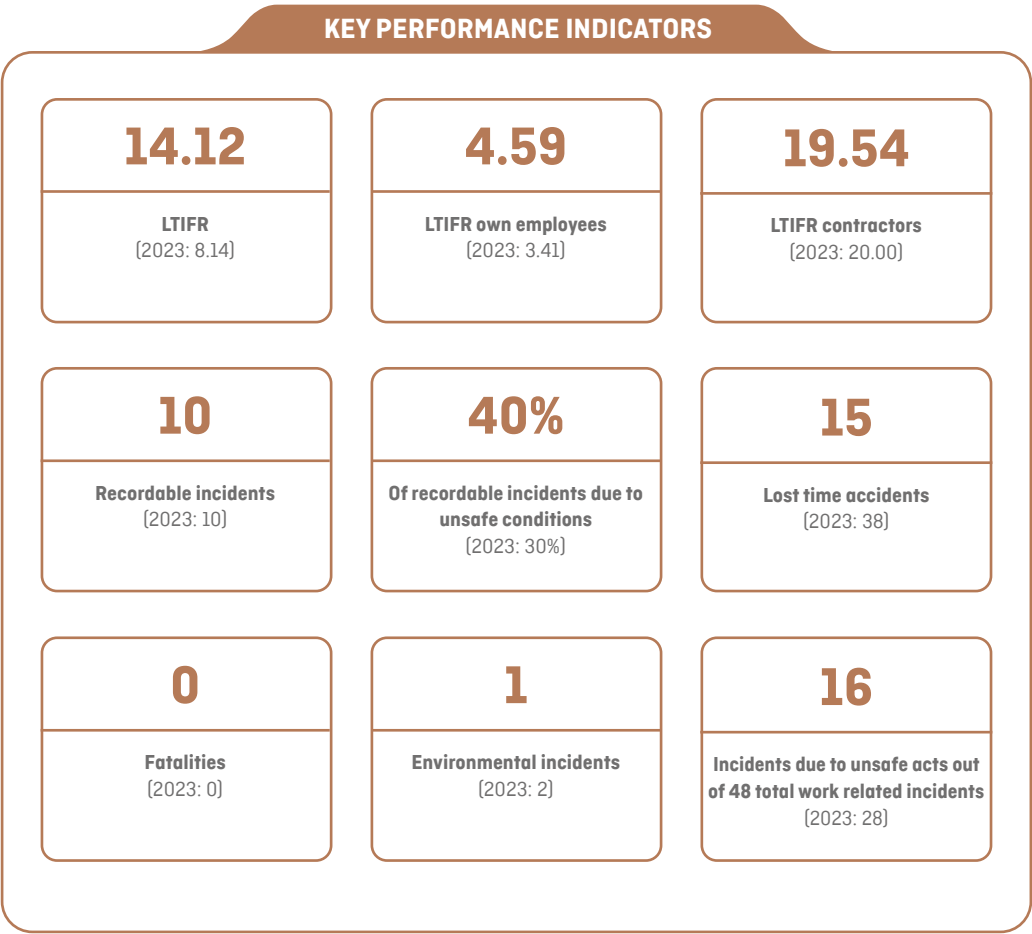 KEY PERFORMANCE INDICATORS
14.12
LTIFR
(2023: 8.14)
4.59
LTIFR own employees
(2023: 3.41)
19.54
LTIFR contractors
(2023: 20.00)
10
Recordable incidents
(2023: 10)
40%
Of recordable incidents due to
unsafe conditions
(2023: 30%)
15
Lost time accidents
(2023: 38)
0
Fatalities
(2023: 0)
1
Environmental incidents
(2023: 2)
16
Incidents due to unsafe acts out
of 48 total work related incidents
(2023: 28)